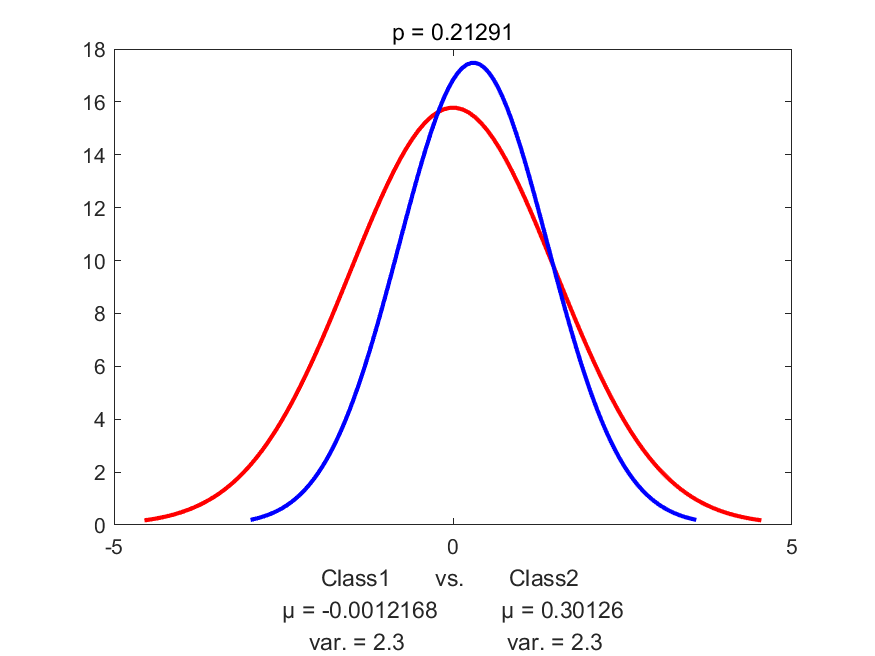 p = 0.21291
18
16
14
12
10
8
6
4
2
0
-5 0 5
Class1 vs. Class2
μ = -0.0012168 μ = 0.30126
var. = 2.3 var. = 2.3